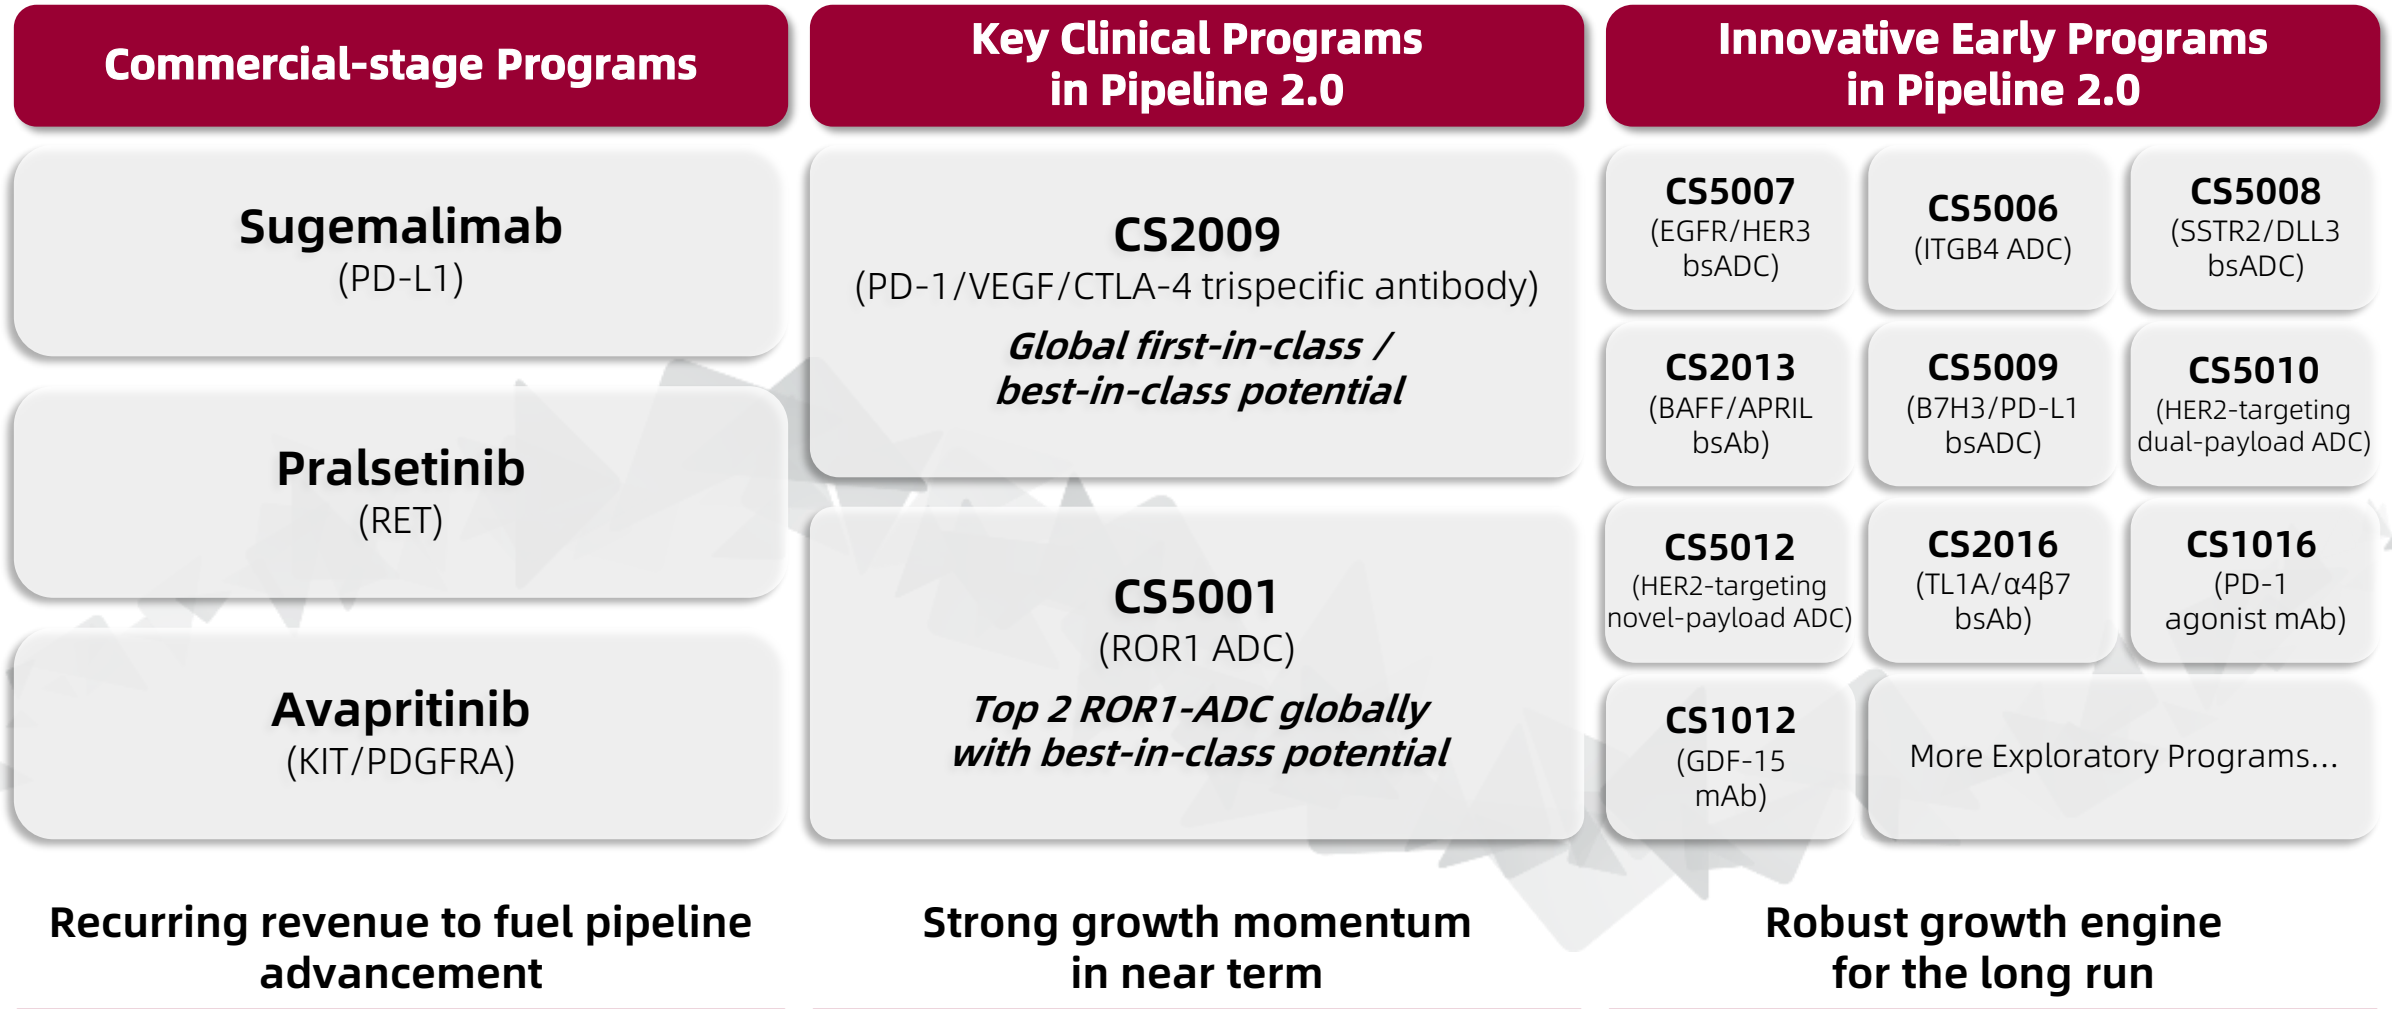 Commercial-stage Programs
Sugemalimab
(PD-L1)
Pralsetinib
(RET)
Avapritinib
(KIT/PDGFRA)
Recurring revenue to fuel pipeline
advancement
Key Clinical Programs
in Pipeline 2.0
CS2009
(PD-1/VEGF/CTLA-4 trispecific antibody)
Global first-in-class /
best-in-class potential
CS5001
(ROR1 ADC)
Top 2 ROR1-ADC globally
with best-in-class potential
Strong growth momentum
in near term
Innovative Early Programs
in Pipeline 2.0
CS5007
(EGFR/HER3
bsADC)
CS5006
(ITGB4 ADC)
CS5008
(SSTR2/DLL3
bsADC)
CS2013
(BAFF/APRIL
bsAb)
CS5009
(B7H3/PD-L1
bsADC)
CS5010
(HER2-targeting
dual-payload ADC)
CS5012
(HER2-targeting
novel-payload ADC)
CS2016
(TL1A/α4β7
bsAb)
CS1016
(PD-1
agonist mAb)
CS1012
(GDF-15
mAb)
More Exploratory Programs...
Robust growth engine
for the long run